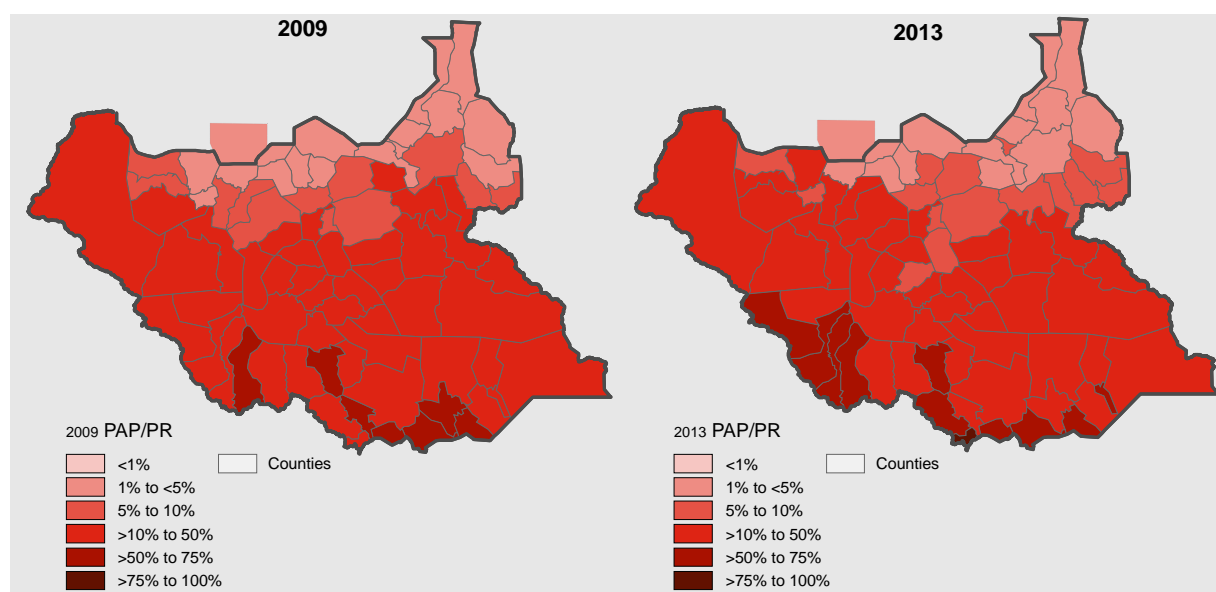 2009
2013
2009 PAP/PR
<1%
Counties
1% to <5%
5% to 10%
>10% to 50%
>50% to 75%
>75% to 100%
2013 PAP/PR
<1%
Counties
1% to <5%
5% to 10%
>10% to 50%
>50% to 75%
>75% to 100%